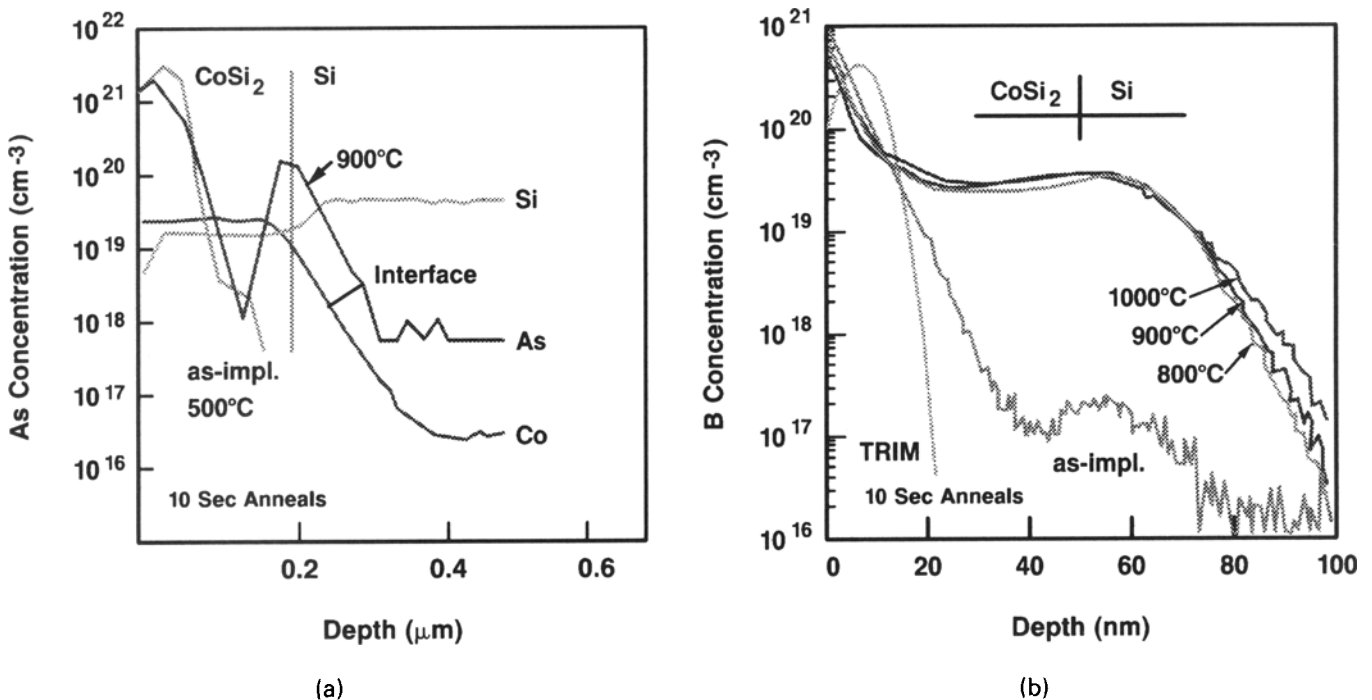 10^22
10^21
10^20
10^19
10^18
10^17
10^16
As Concentration (cm -3)
CoSi2
Si
900°C
Si
Interface
As
as-impl.
500°C
Co
10 Sec Anneals
0.2
0.4
0.6
Depth (μm)
(a)
10^21
10^20
10^19
10^18
10^17
10^16
B Concentration (cm -3)
CoSi2
Si
1000°C
900°C
800°C
TRIM
as-impl.
10 Sec Anneals
0
20
40
60
80
100
Depth (nm)
(b)